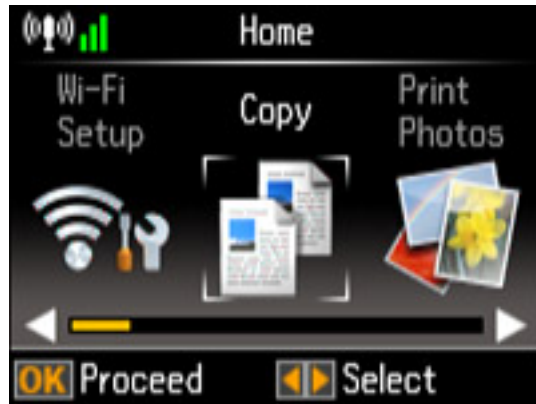 Home
Wi-Fi Setup
Copy
Print Photos
OK Proceed
Select